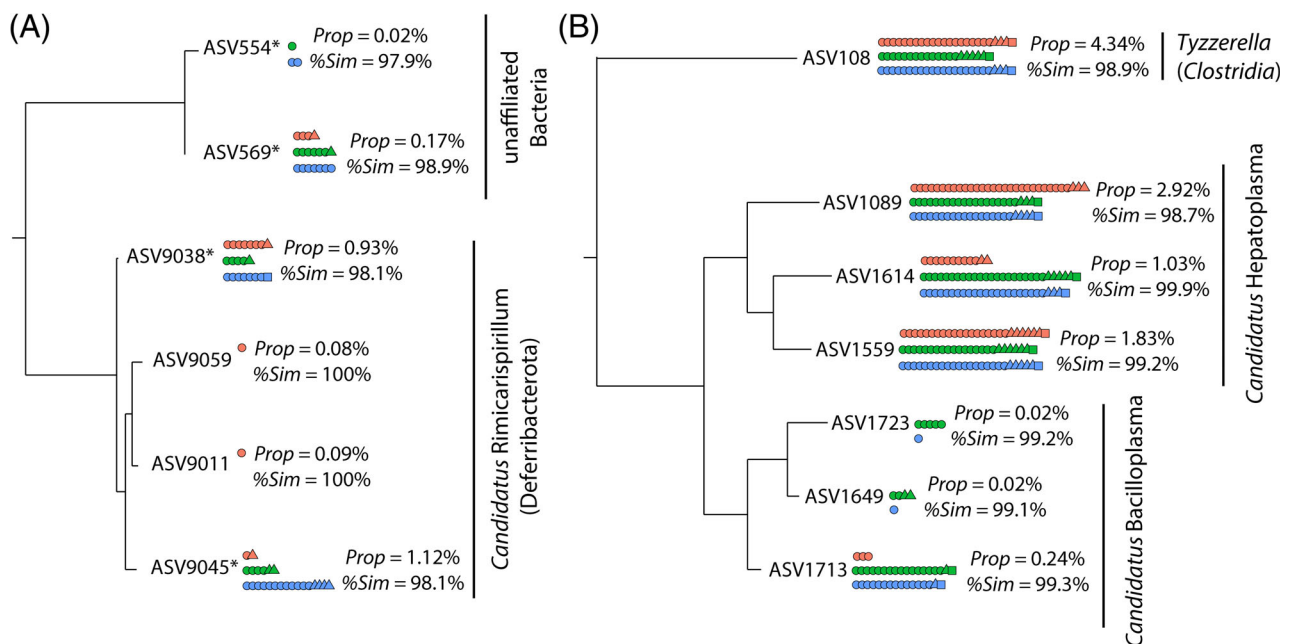 (A)
ASV554*
Prop = 0.02%
%Sim = 97.9%
ASV569*
Prop = 0.17%
%Sim = 98.9%
unaffiliated
Bacteria
ASV9038*
Prop = 0.93%
%Sim = 98.1%
ASV9059
Prop = 0.08%
%Sim = 100%
ASV9011
Prop = 0.09%
%Sim = 100%
ASV9045*
Prop = 1.12%
%Sim = 98.1%
Candidatus Rimicarispirillum
(Deferribacterota)
(B)
ASV108
Prop = 4.34%
%Sim = 98.9%
Tyzzerella
(Clostridia)
ASV1089
Prop = 2.92%
%Sim = 98.7%
ASV1614
Prop = 1.03%
%Sim = 99.9%
ASV1559
Prop = 1.83%
%Sim = 99.2%
Candidatus Hepatoplasma
ASV1723
Prop = 0.02%
%Sim = 99.2%
ASV1649
Prop = 0.02%
%Sim = 99.1%
ASV1713
Prop = 0.24%
%Sim = 99.3%
Candidatus Bacilloplasma